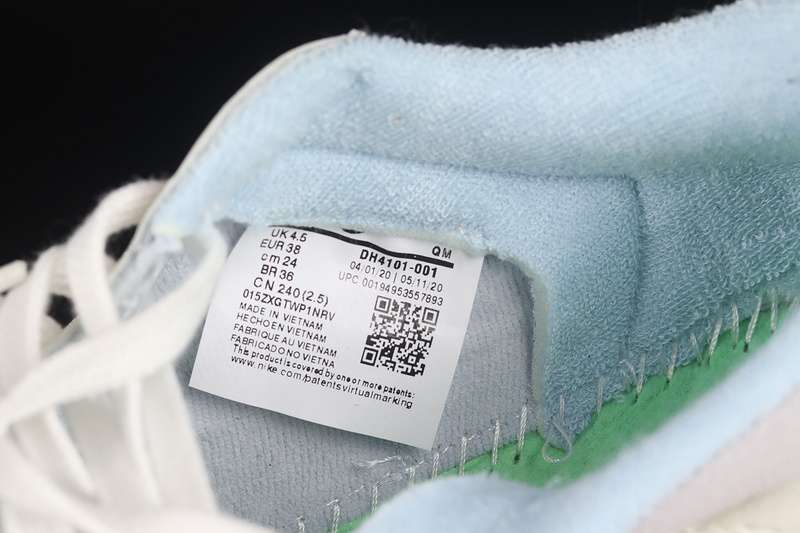 UK 4.5
EUR 38
cm 24
BR 36
CN 240 (2.5)
015ZXGTWP1NRV
MADE IN VIETNAM
HECHO EN VIETNAM
FABRIQUE AU VIETNAM
FABRICADO NO VIETNA
This product is covered by one or more patents:
www.nike.com/patentsvirtualmarking
QM
DH4101-001
04/01/20 | 05/11/20
UPC 00194953557893